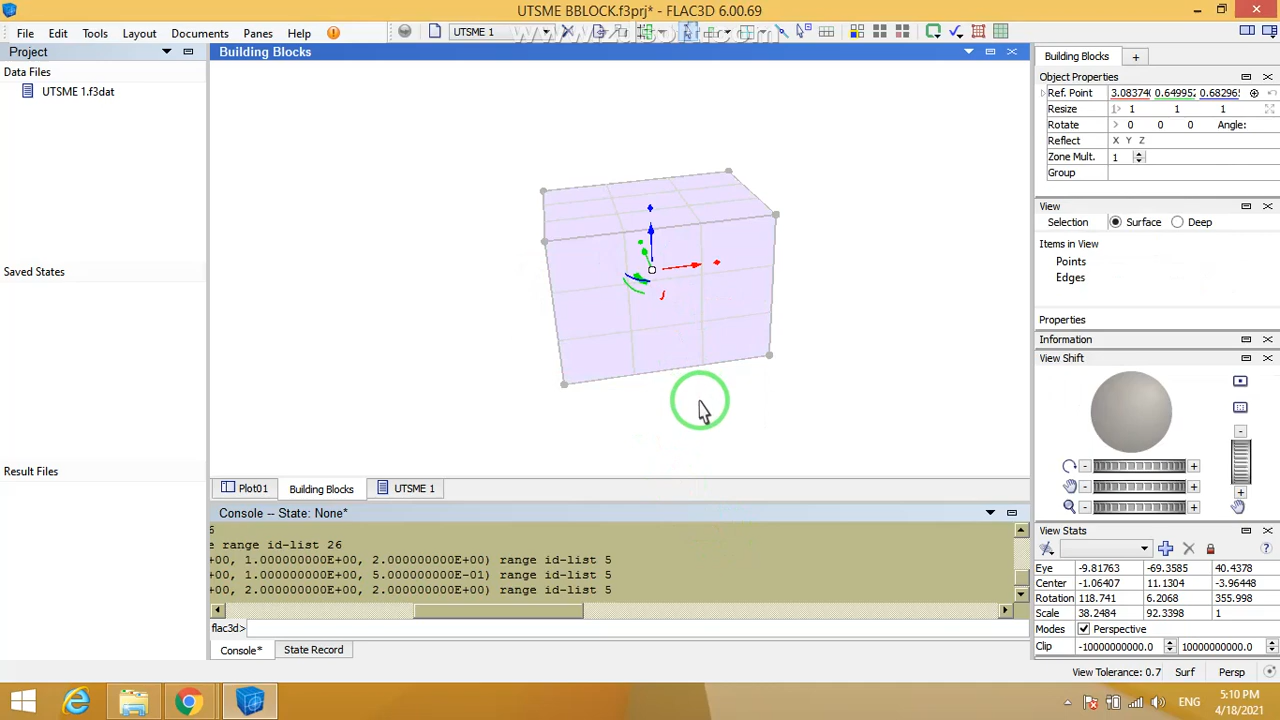 UTSME BBLOCK.f3prj* - FLAC3D 6.00.69
File Edit Tools Layout Documents Panes Help
UTSME 1
Project
Data Files
UTSME 1.f3dat
Saved States
Result Files
Building Blocks
Plot01 Building Blocks UTSME 1
Console -- State: None*
6
e range id-list 26
+00, 1.000000000E+00, 2.000000000E+00) range id-list 5
+00, 1.000000000E+00, 5.000000000E-01) range id-list 5
+00, 2.000000000E+00, 2.000000000E+00) range id-list 5
flac3d>
Console* State Record
Building Blocks +
Object Properties
Ref. Point
Resize 1 1 1
Rotate 0 0 0 Angle:
Reflect X Y Z
Zone Mult. 1
Group
View
Selection Surface Deep
Items in View
Points
Edges
Properties
Information
View Shift
View Stats
Eye -9.81763 -69.3585 40.4378
Center -1.06407 11.1304 -3.96448
Rotation 118.741 6.2068 355.998
Scale 38.2484 92.3398 1
Modes Perspective
Clip -10000000000.0 10000000000.0
View Tolerance: 0.7 Surf Persp
ENG
5:10 PM
4/18/2021